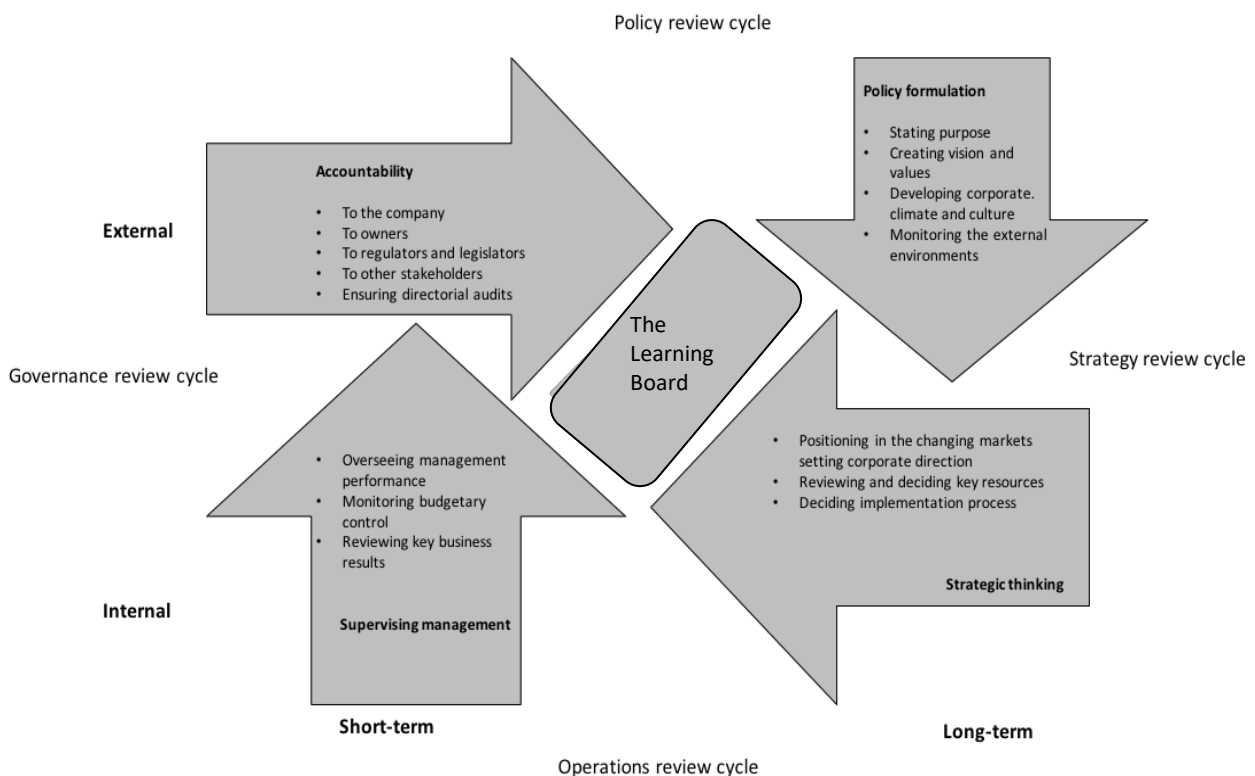 Policy review cycle
Accountability
• To the company
• To owners
• To regulators and legislators
• To other stakeholders
• Ensuring directorial audits
Policy formulation
• Stating purpose
• Creating vision and
values
• Developing corporate.
climate and culture
• Monitoring the external
environments
External
The
Learning
Board
Governance review cycle
Strategy review cycle
• Overseeing management
performance
• Monitoring budgetary
control
• Reviewing key business
results
Supervising management
• Positioning in the changing markets
setting corporate direction
• Reviewing and deciding key resources
• Deciding implementation process
Strategic thinking
Internal
Short-term
Long-term
Operations review cycle